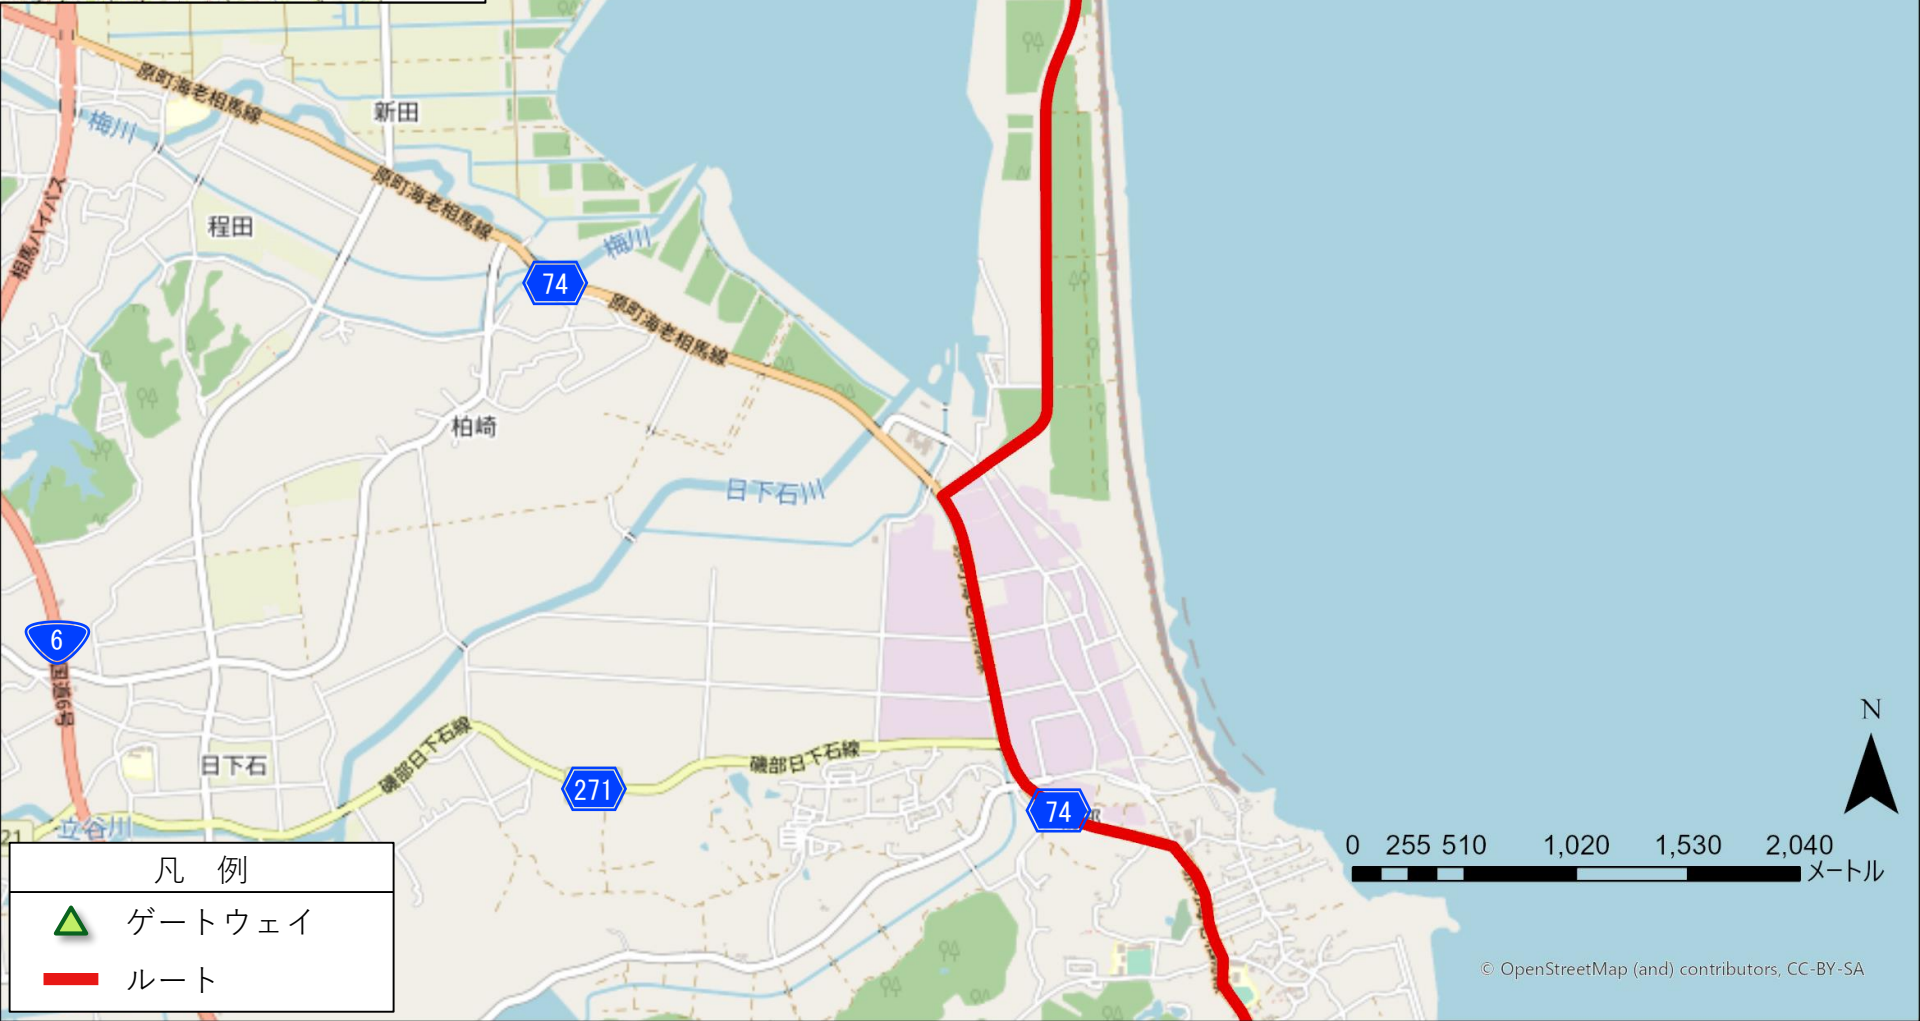 原町海老相馬線
新田
梅川
原町海老相馬線
相馬バイパス
程田
梅川
74
原町海老相馬線
柏崎
日下石川
6
国道6号
磯部日下石線
磯部日下石線
日下石
271
74
立谷川
21
凡 例
ゲートウェイ
ルート
N
0 255 510 1,020 1,530 2,040
メートル
© OpenStreetMap (and) contributors, CC-BY-SA